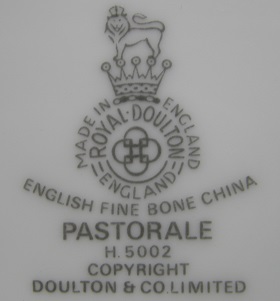 MADE IN ENGLAND
ROYAL·DOULTON
ENGLAND
ENGLISH FINE BONE CHINA
PASTORALE
H.5002
COPYRIGHT
DOULTON & CO.LIMITED